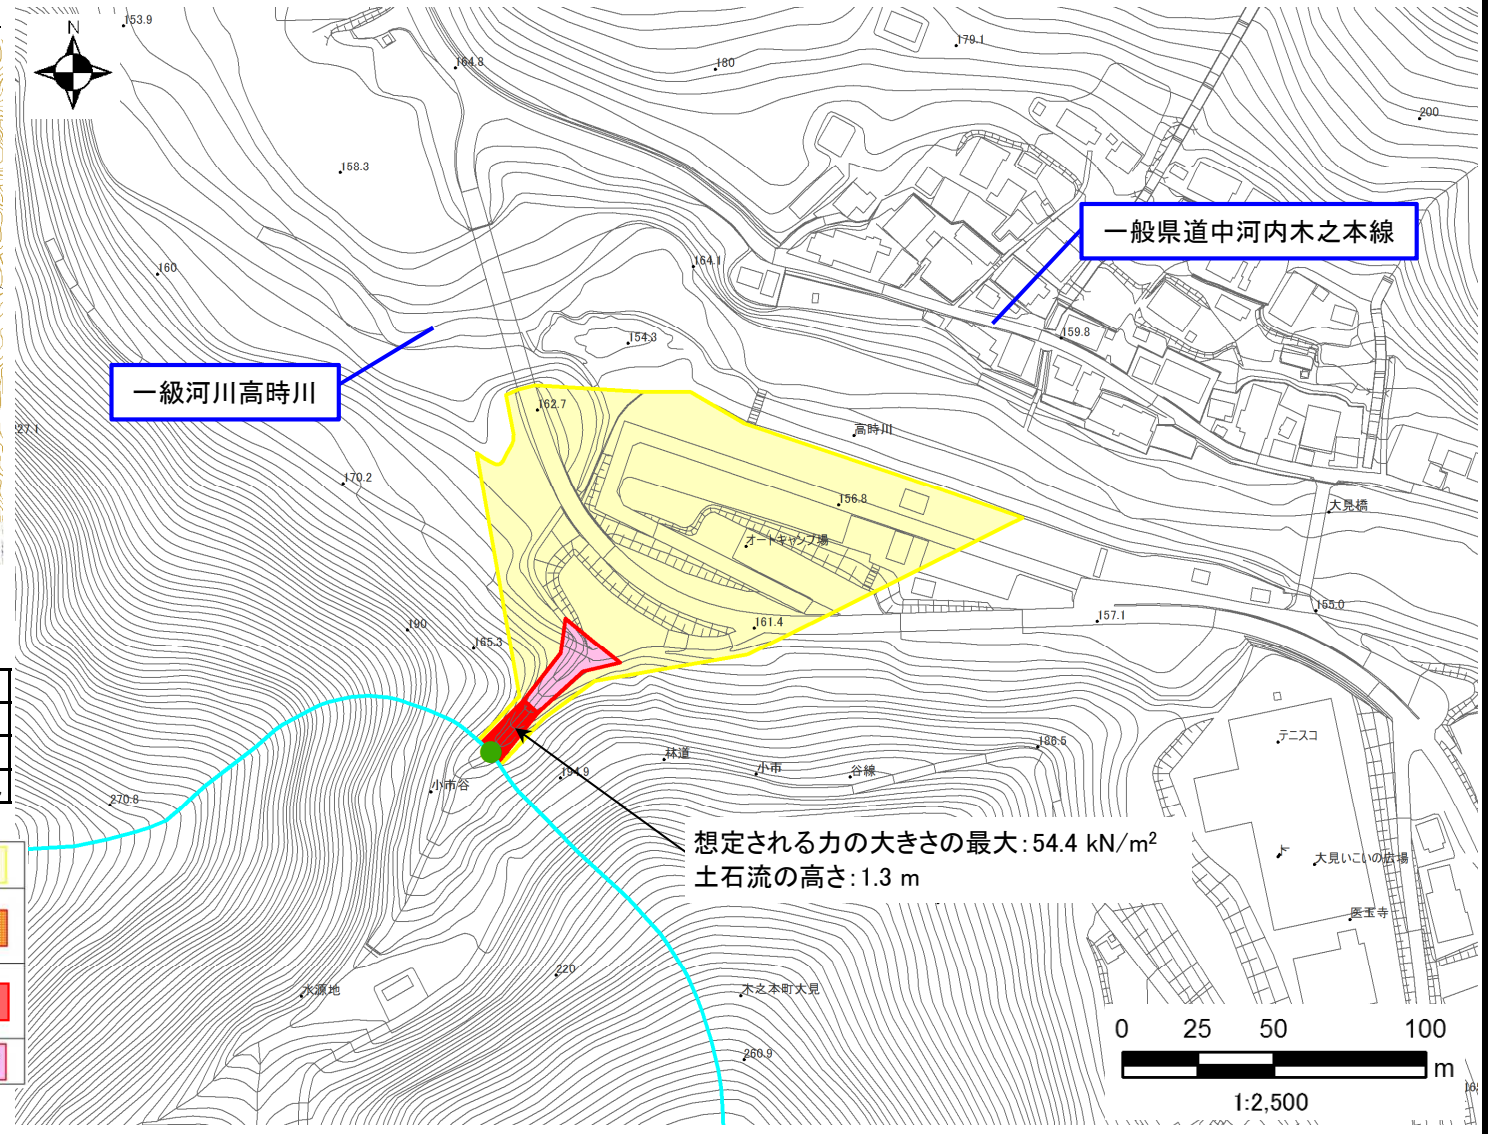 N
153.9
179.1
164.8
180
200
158.3
一般県道中河内木之本線
164.1
160
159.8
154.3
一級河川高時川
162.7
高時川
170.2
156.8
大見橋
オートキャンプ場
155.0
157.1
190
161.4
165.3
テニスコ
186.5
林道
小市
谷線
194.9
小市谷
270.8
想定される力の大きさの最大:54.4 kN/m²
土石流の高さ:1.3 m
大見いこいの広場
医玉寺
220
水源地
木之本町大見
260.9
0 25 50 100
m
1:2,500